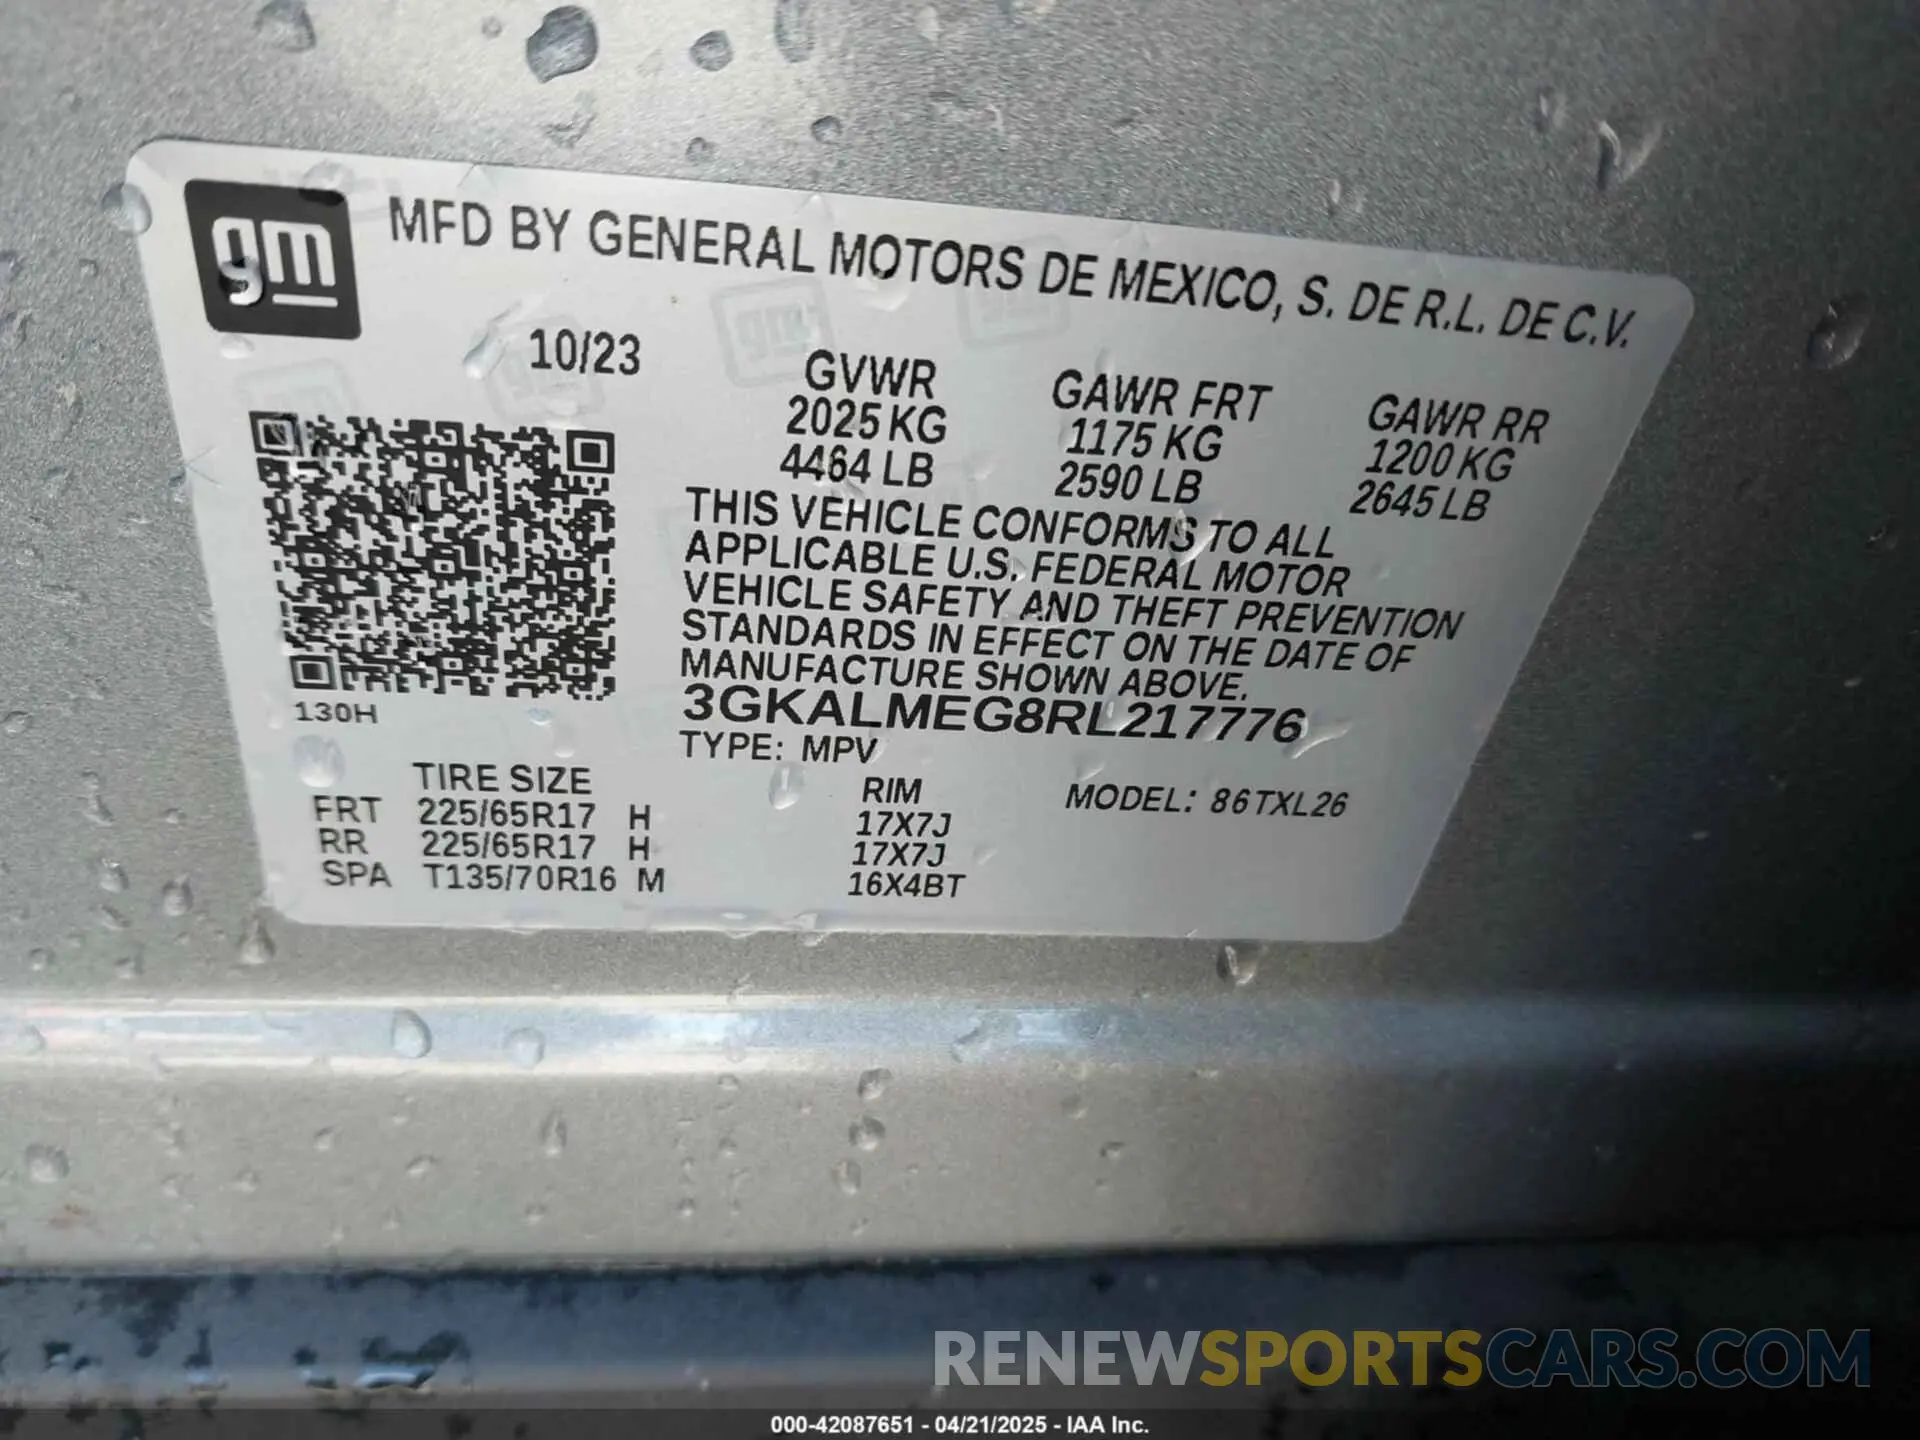 gm
MFD BY GENERAL MOTORS DE MEXICO, S. DE R.L. DE C.V.
10/23
GVWR GAWR FRT GAWR RR
2025 KG 1175 KG 1200 KG
4464 LB 2590 LB 2645 LB
THIS VEHICLE CONFORMS TO ALL
APPLICABLE U.S. FEDERAL MOTOR
VEHICLE SAFETY AND THEFT PREVENTION
STANDARDS IN EFFECT ON THE DATE OF
MANUFACTURE SHOWN ABOVE.
3GKALMEG8RL217776
130H
TYPE: MPV
TIRE SIZE RIM MODEL: 86TXL26
FRT 225/65R17 H 17X7J
RR 225/65R17 H 17X7J
SPA T135/70R16 M 16X4BT
RENEWSPORTSCARS.COM
000-42087651 - 04/21/2025 - IAA Inc.